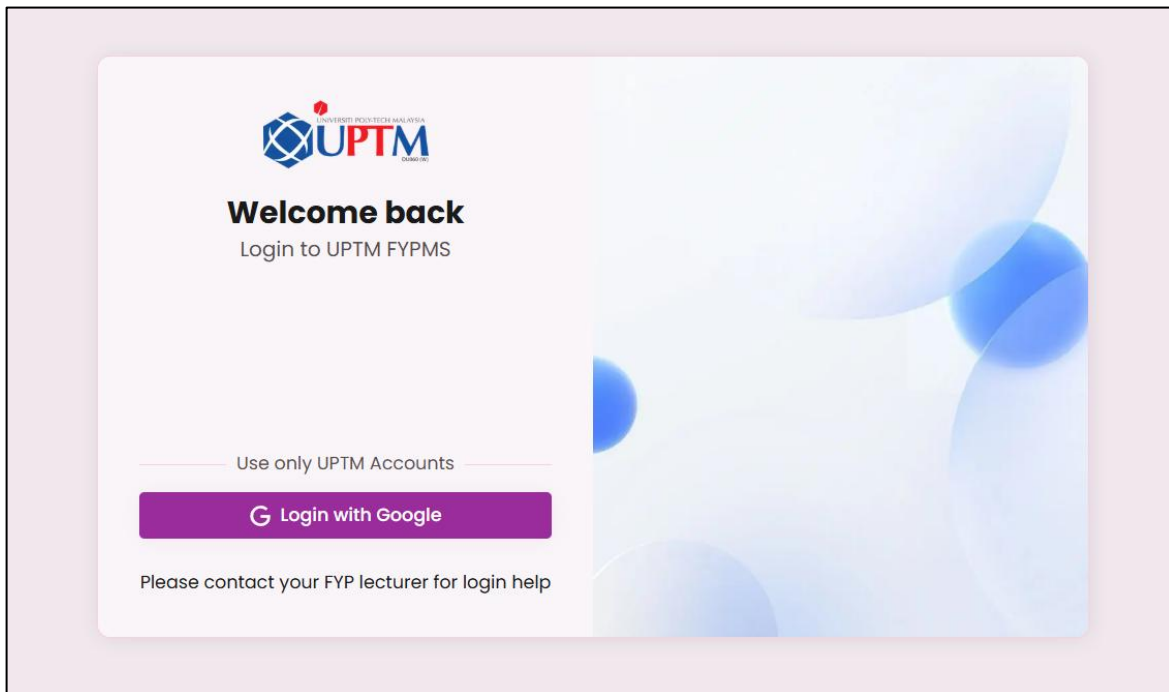 UNIVERSITI POLY-TECH MALAYSIA
UPTM
Welcome back
Login to UPTM FYPMS
Use only UPTM Accounts
G Login with Google
Please contact your FYP lecturer for login help